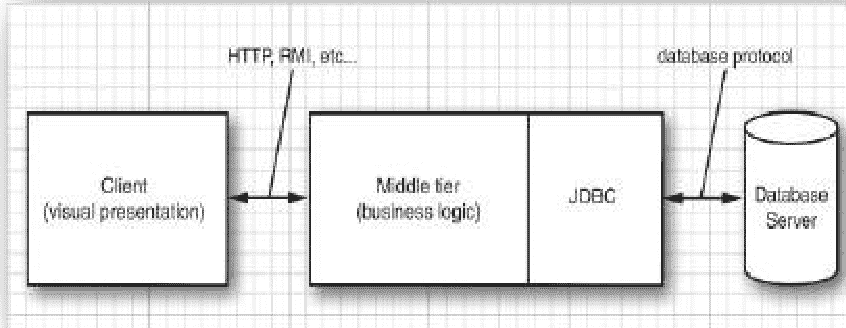 HTTP, RMI, etc...
database protocol
Client
(visual presentation)
Middle tier
(business logic)
JDBC
Database
Server